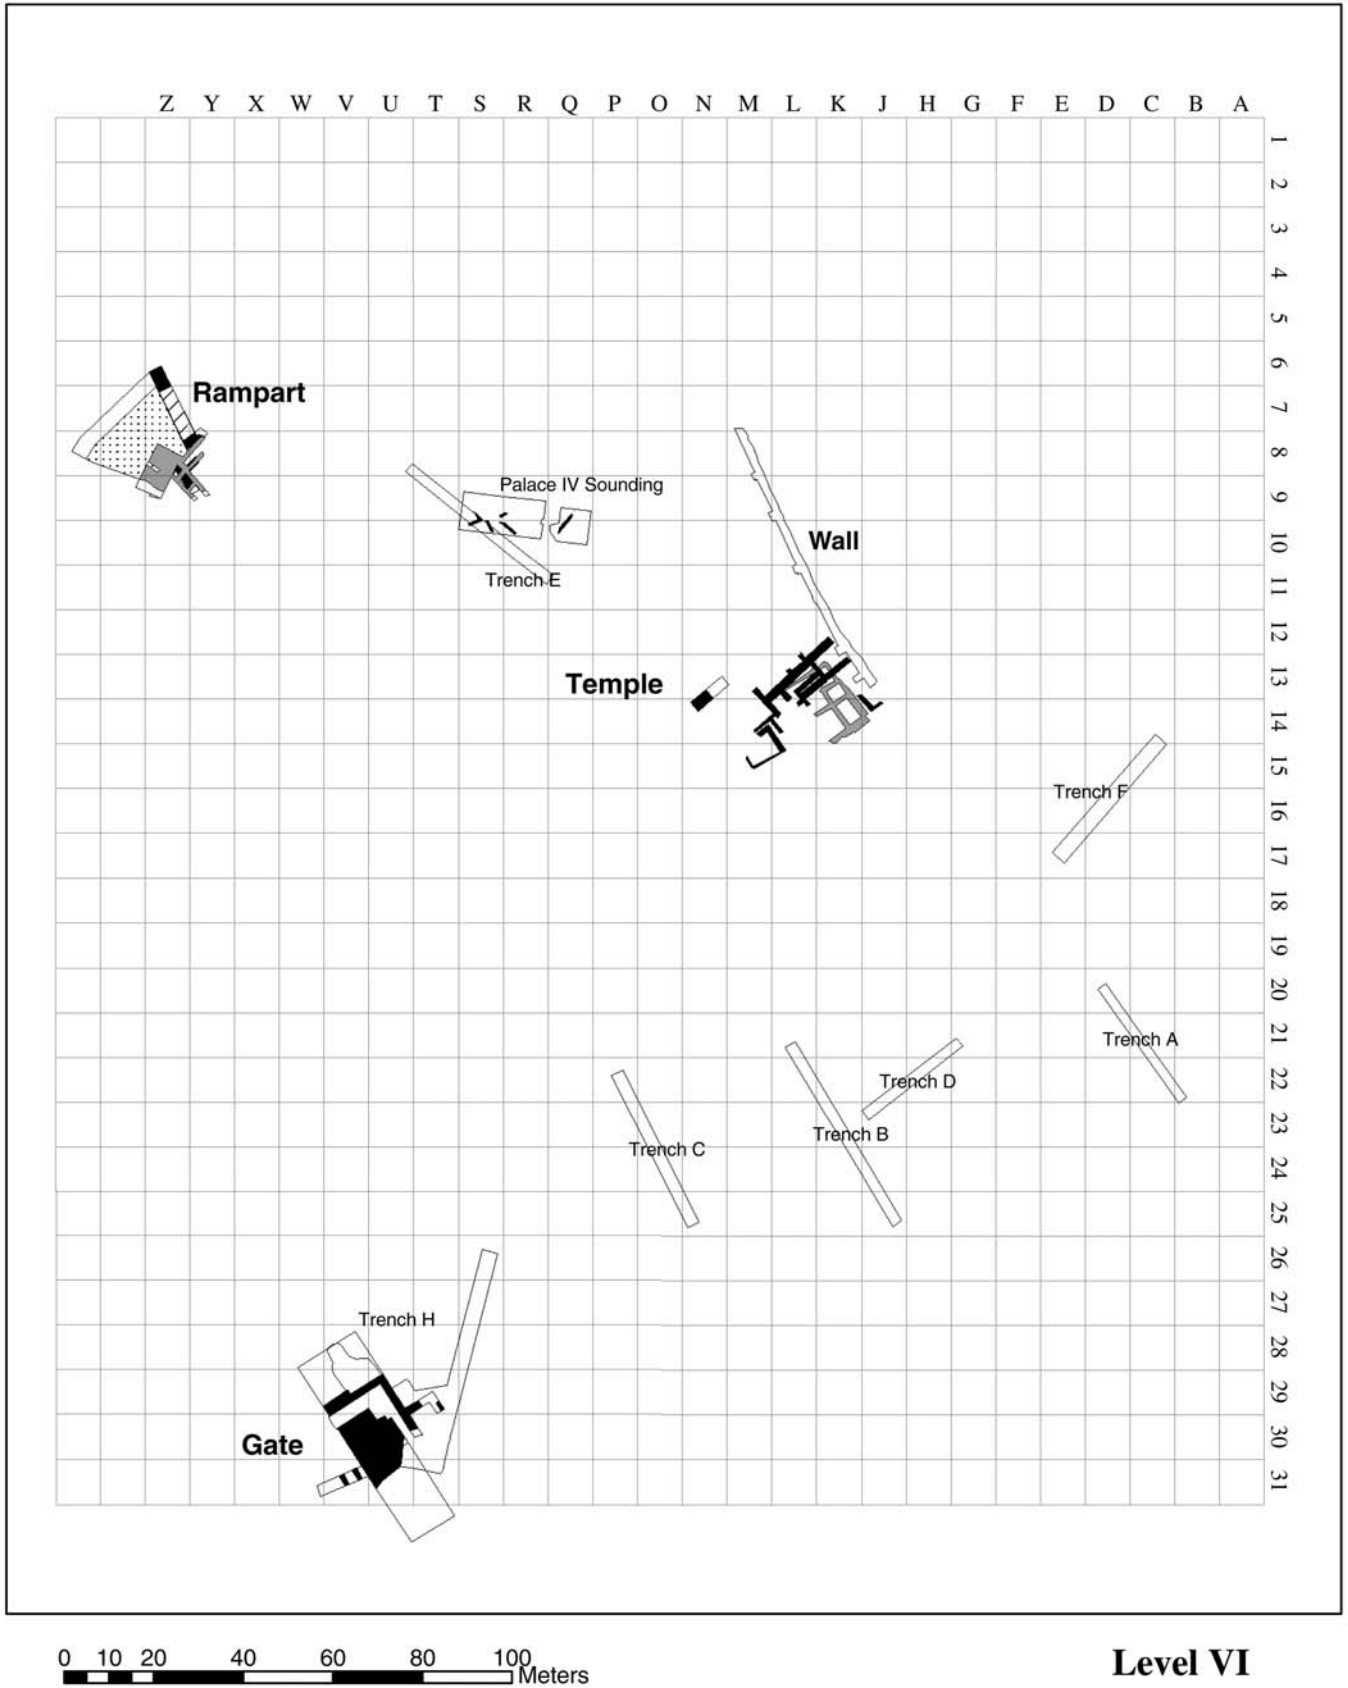 Z Y X W V U T S R Q P O N M L K J H G F E D C B A
1
2
3
4
5
6
Rampart
7
8
Palace IV Sounding
9
Wall
10
Trench E
11
12
Temple
13
14
15
Trench F
16
17
18
19
20
Trench A
21
Trench D
22
Trench B
23
Trench C
24
25
26
27
Trench H
28
29
Gate
30
31
0 10 20 40 60 80 100
Meters
Level VI